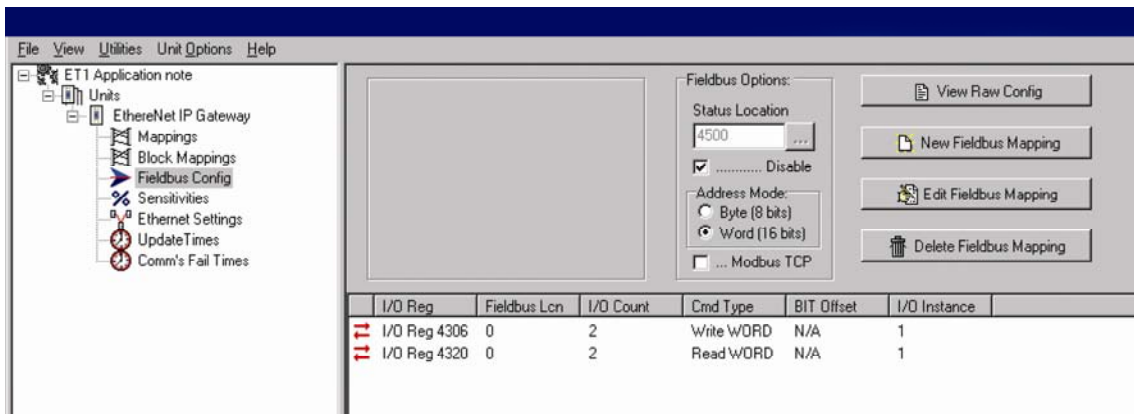 File View Utilities Unit Options Help
ET1 Application note
Units
EthereNet IP Gateway
Mappings
Block Mappings
Fieldbus Config
Sensitivities
Ethernet Settings
UpdateTimes
Comm's Fail Times
Fieldbus Options:
Status Location
4500 ...
............ Disable
Address Mode:
Byte (8 bits)
Word (16 bits)
... Modbus TCP
View Raw Config
New Fieldbus Mapping
Edit Fieldbus Mapping
Delete Fieldbus Mapping
I/O Reg Fieldbus Lcn I/O Count Cmd Type BIT Offset I/O Instance
I/O Reg 4306 0 2 Write WORD N/A 1
I/O Reg 4320 0 2 Read WORD N/A 1